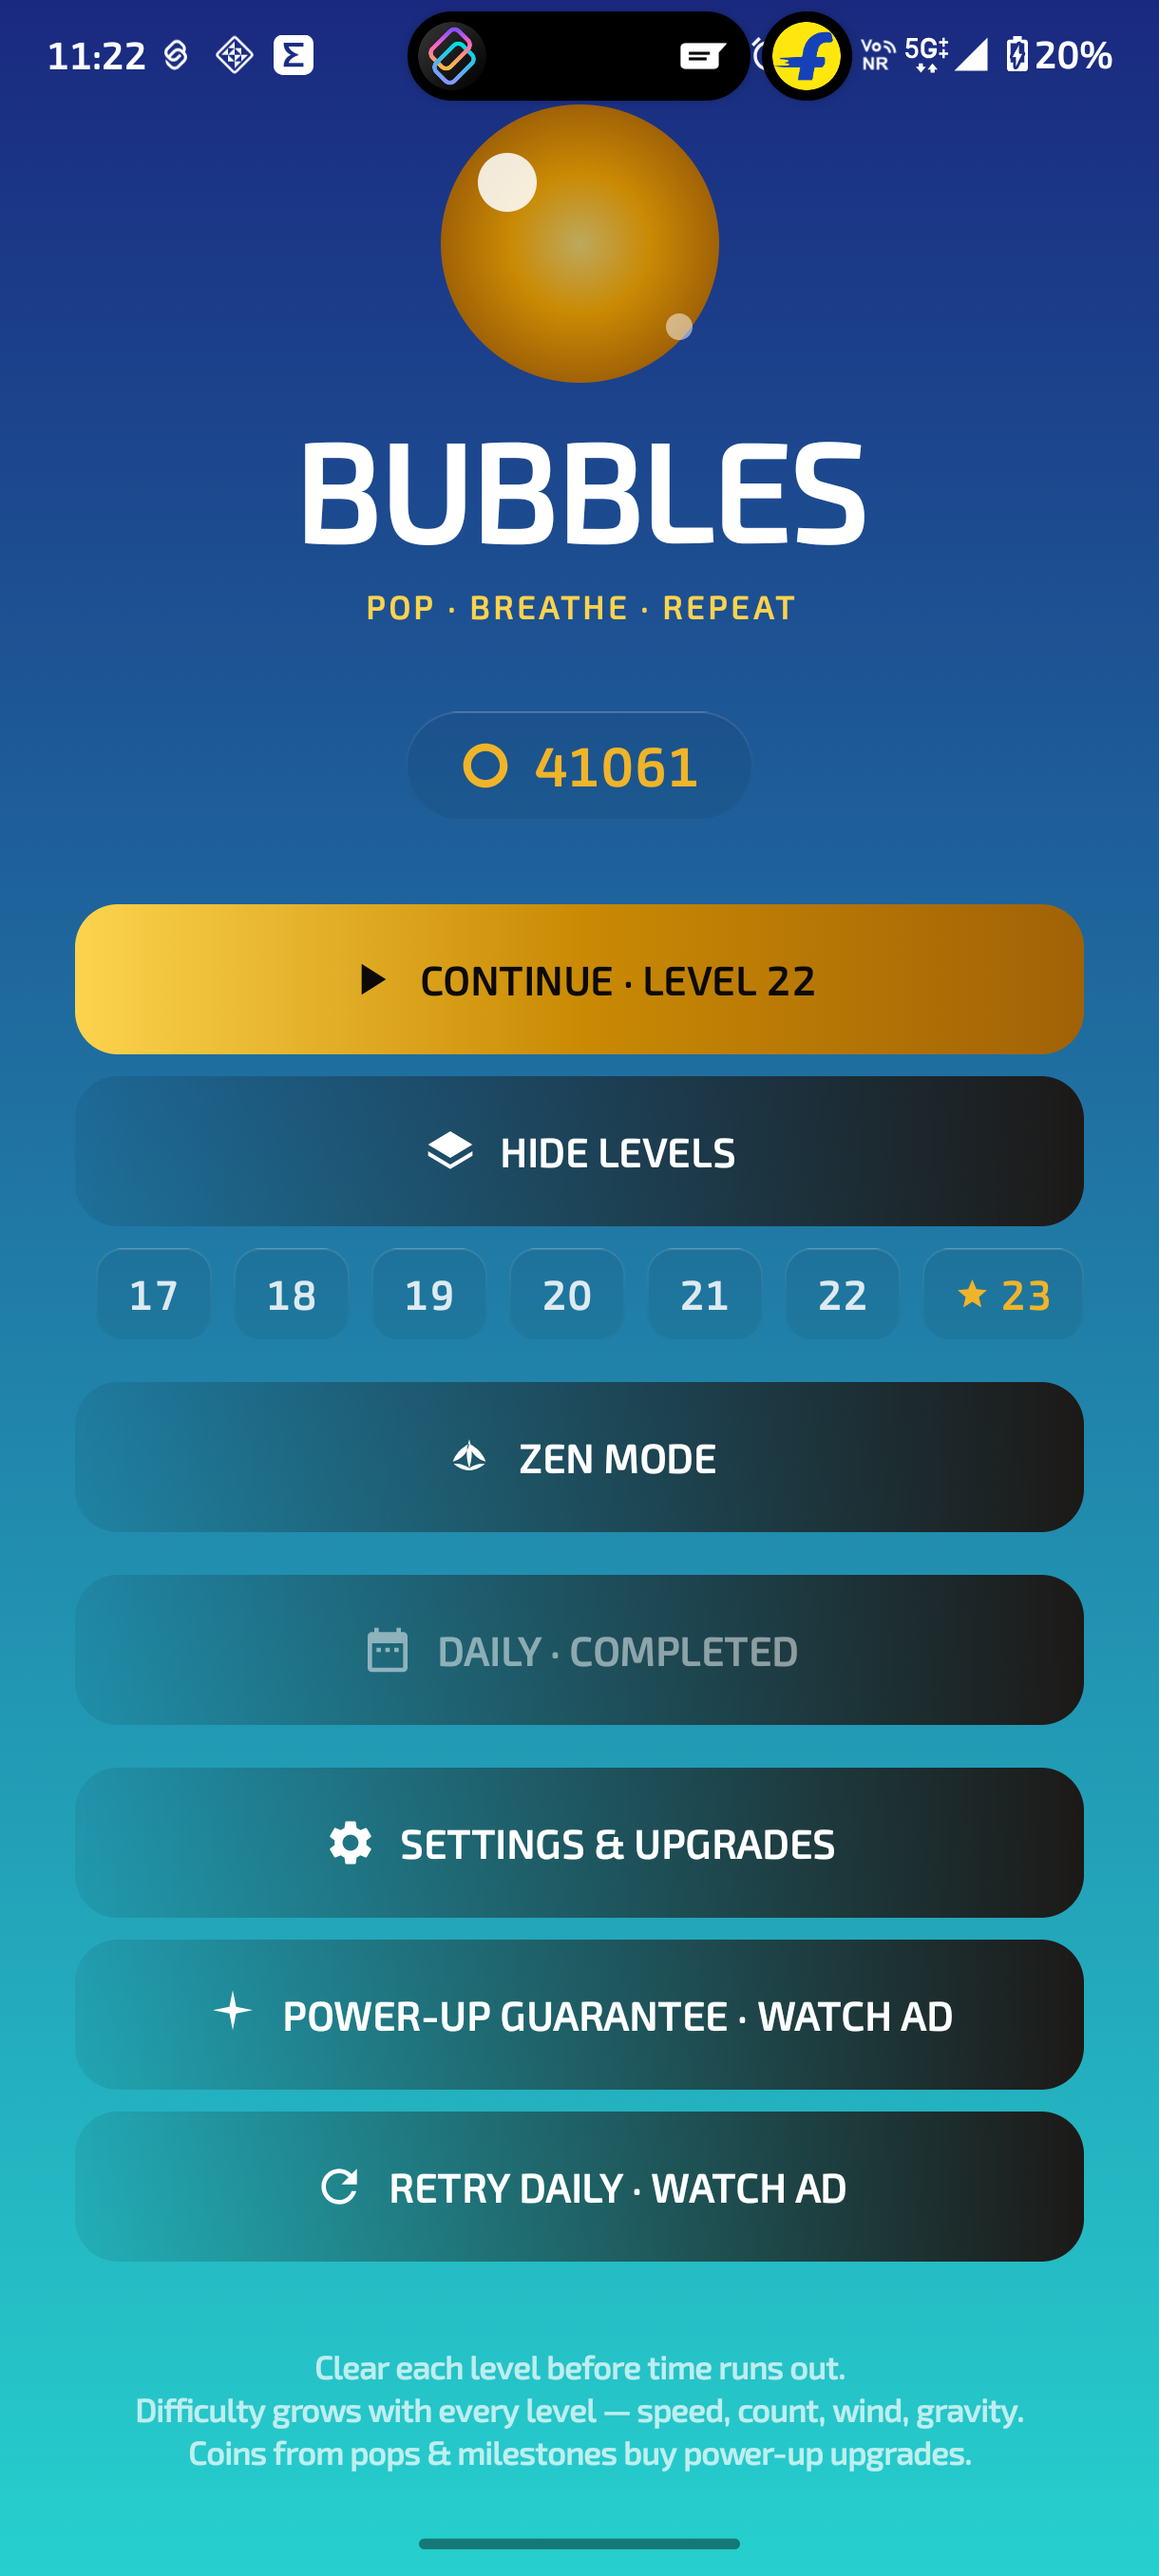 11:22 Σ f Vo NR 5G 20%
BUBBLES
POP · BREATHE · REPEAT
41061
CONTINUE · LEVEL 22
HIDE LEVELS
17 18 19 20 21 22 23
ZEN MODE
DAILY · COMPLETED
SETTINGS & UPGRADES
POWER-UP GUARANTEE · WATCH AD
RETRY DAILY · WATCH AD
Clear each level before time runs out.
Difficulty grows with every level — speed, count, wind, gravity.
Coins from pops & milestones buy power-up upgrades.